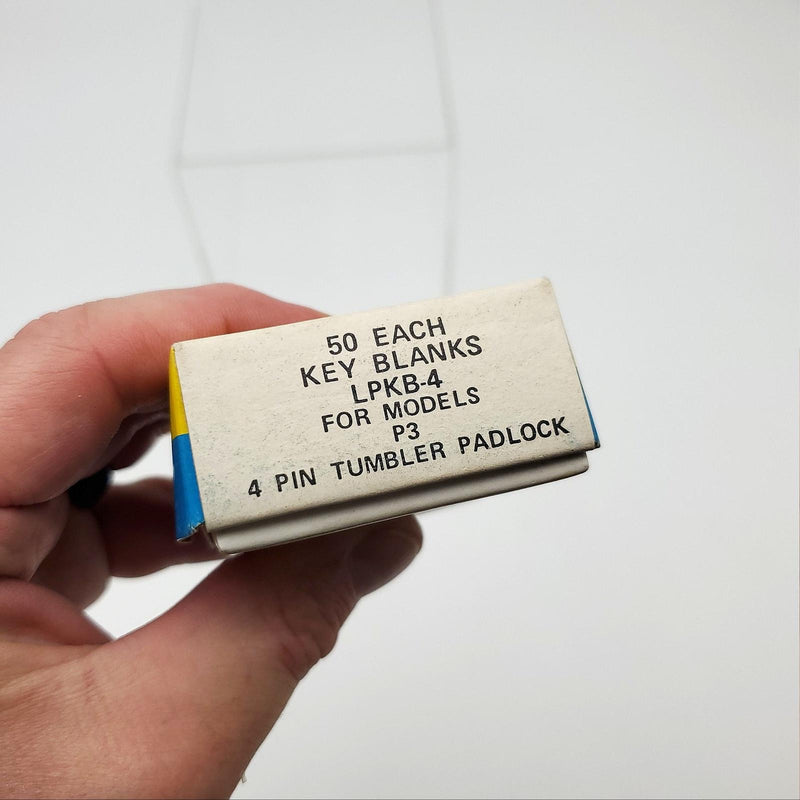 50 EACH
KEY BLANKS
LPKB-4
FOR MODELS
P3
4 PIN TUMBLER PADLOCK